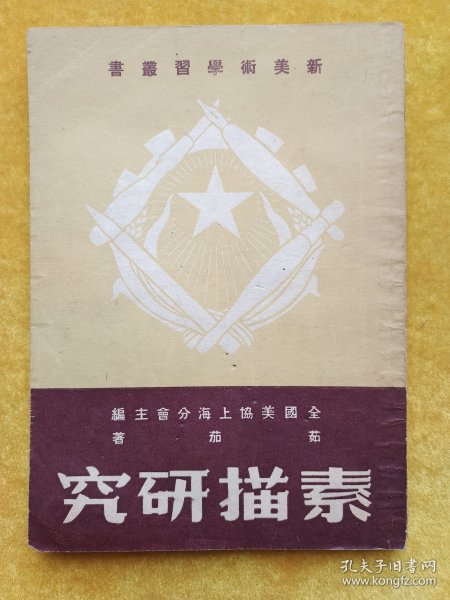 新美術學習叢書
全國美協上海分會主編
茹茄著
素描研究
孔夫子旧书网
www.kongfz.com